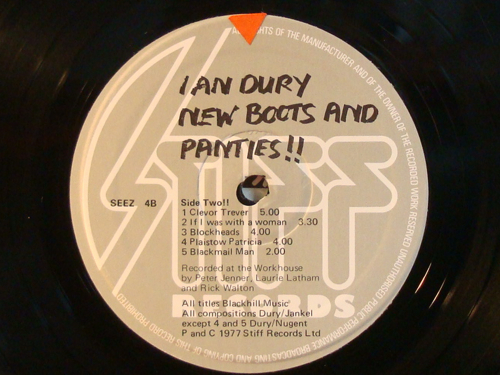 ALL RIGHTS OF THE MANUFACTURER AND OF THE OWNER OF THE RECORDED WORK RESERVED UNAUTHORISED PUBLIC PERFORMANCE BROADCASTING AND COPYING OF THIS RECORD PROHIBITED
IAN DURY
NEW BOOTS AND
PANTIES!!
STIFF
SEEZ 4B
Side Two!!
1 Clevor Trever 5.00
2 If I was with a woman 3.30
3 Blockheads 4.00
4 Plaistow Patricia 4.00
5 Blackmail Man 2.00
Recorded at the Workhouse
by Peter Jenner, Laurie Latham
and Rick Walton
RECORDS
All titles Blackhill Music
All compositions Dury/Jankel
except 4 and 5 Dury/Nugent
P and C 1977 Stiff Records Ltd